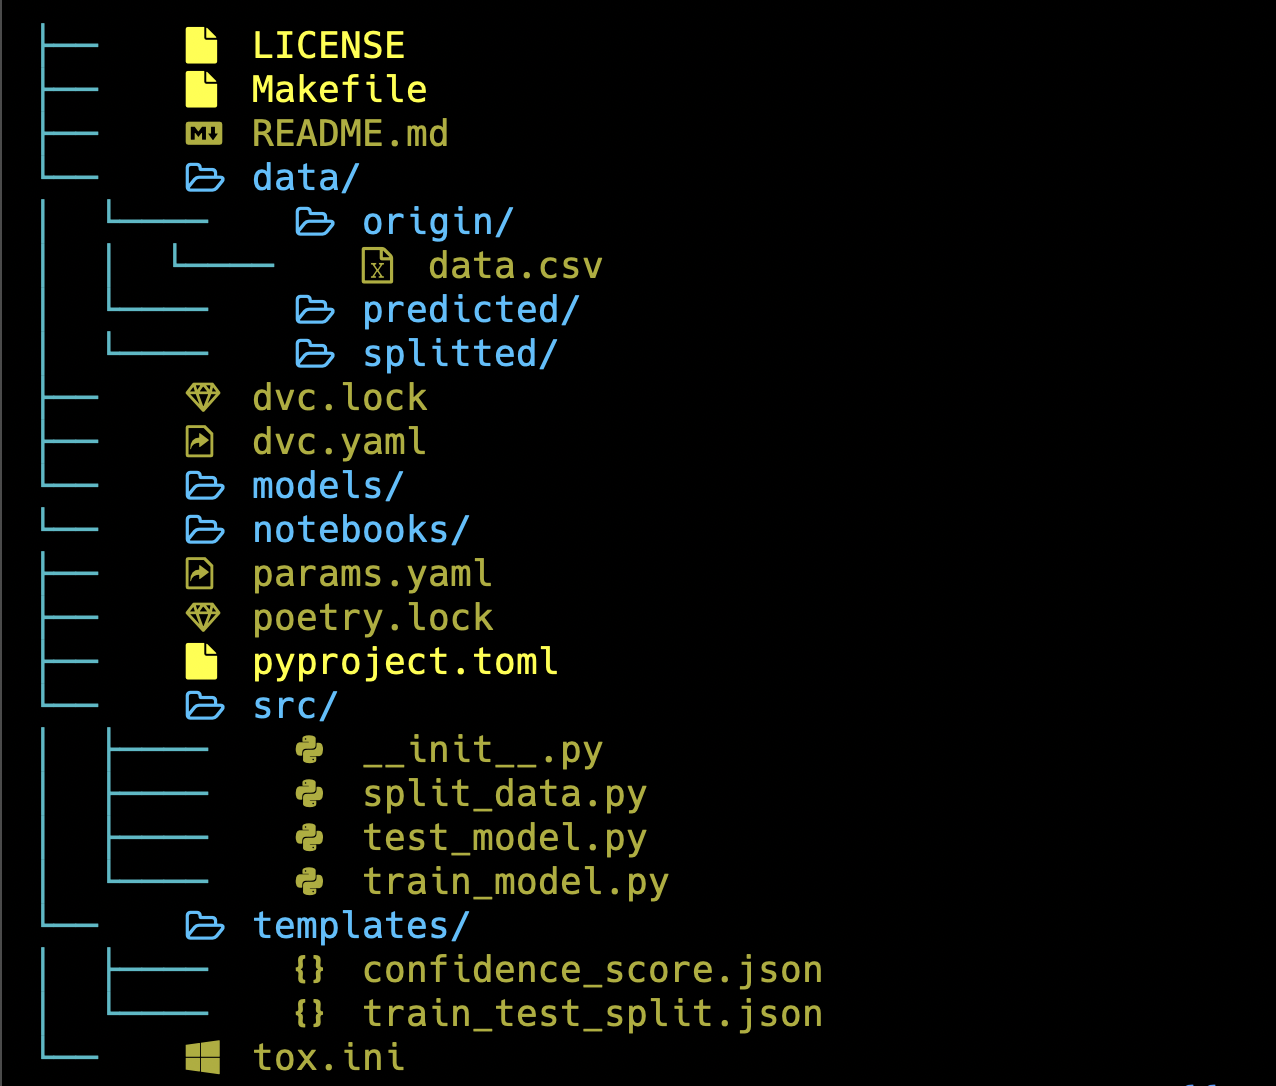 LICENSE
Makefile
README.md
data/
origin/
data.csv
predicted/
splitted/
dvc.lock
dvc.yaml
models/
notebooks/
params.yaml
poetry.lock
pyproject.toml
src/
__init__.py
split_data.py
test_model.py
train_model.py
templates/
confidence_score.json
train_test_split.json
tox.ini